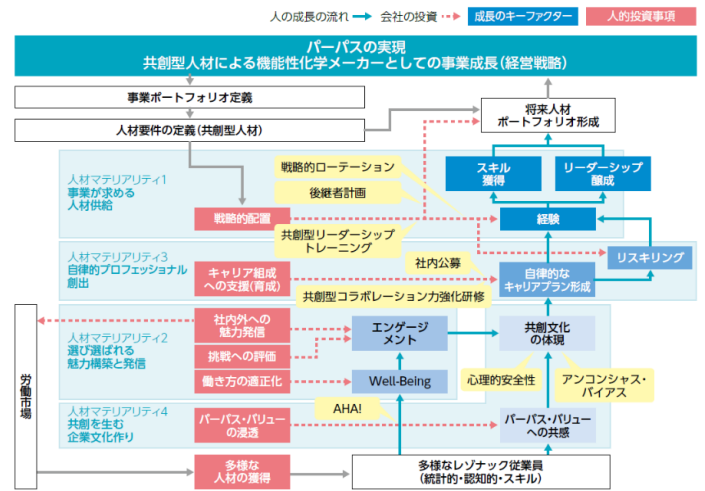 人の成長の流れ
会社の投資
成長のキーファクター
人的投資事項
パーパスの実現
共創型人材による機能性化学メーカーとしての事業成長（経営戦略）
事業ポートフォリオ定義
人材要件の定義（共創型人材）
将来人材
ポートフォリオ形成
人材マテリアリティ1
事業が求める
人材供給
戦略的ローテーション
後継者計画
スキル
獲得
リーダーシップ
醸成
戦略的配置
経験
共創型リーダーシップ
トレーニング
人材マテリアリティ3
自律的プロフェッショナル
創出
キャリア組成
への支援（育成）
社内公募
自律的な
キャリアプラン形成
リスキリング
共創型コラボレーション力強化研修
労働市場
人材マテリアリティ2
選び選ばれる
魅力構築と発信
社内外への
魅力発信
挑戦への評価
働き方の適正化
エンゲージ
メント
Well-Being
共創文化
の体現
心理的安全性
アンコンシャス・
バイアス
人材マテリアリティ4
共創を生む
企業文化作り
AHA!
パーパス・バリュー
の浸透
パーパス・バリュー
への共感
多様な
人材の獲得
多様なレゾナック従業員
（統計的・認知的・スキル）